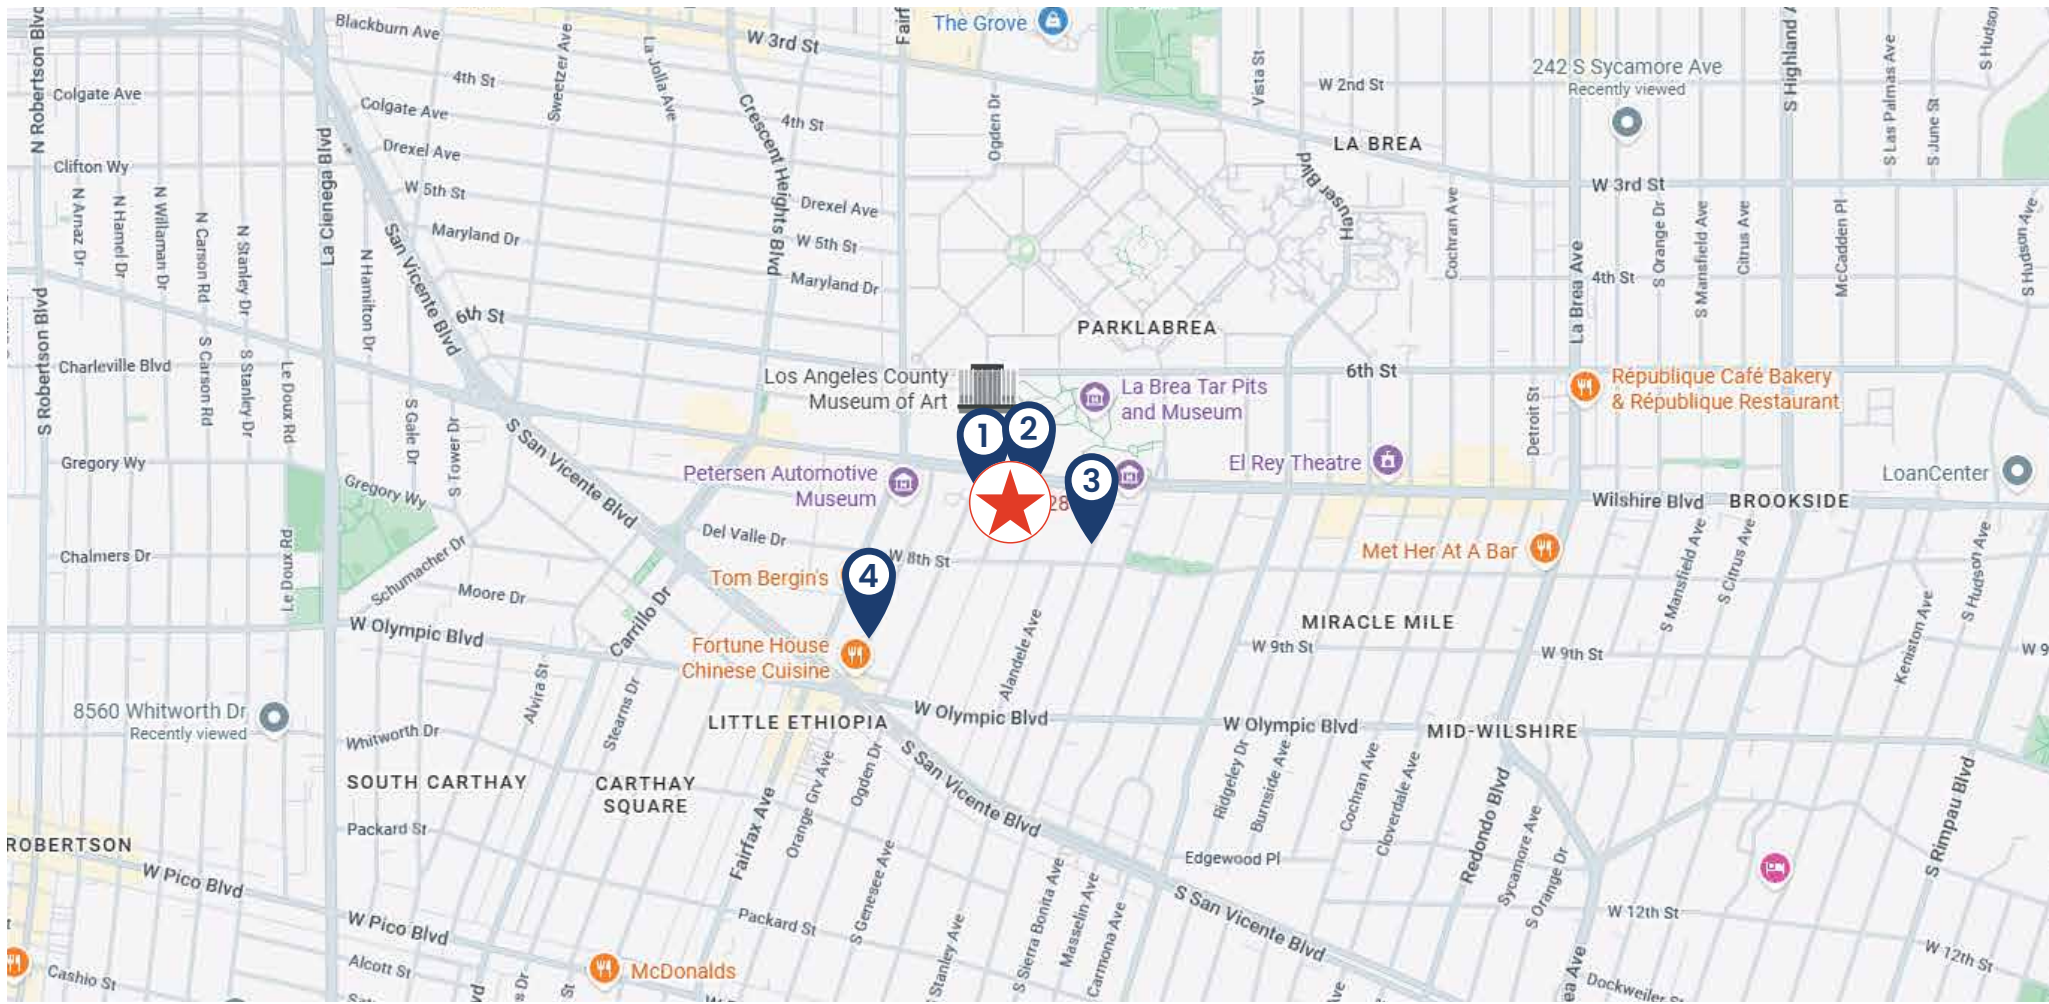 Blackburn Ave
W 3rd St
The Grove
Fairf
4th St
Sweetzer Ave
La Jolla Ave
Vista St
W 2nd St
242 S Sycamore Ave
Recently viewed
S Highland A
S Las Palmas Ave
S June St
S Hudso
N Robertson Blvd
Colgate Ave
Colgate Ave
4th St
Crescent Heights Blvd
Ogden Dr
LA BREA
Drexel Ave
Clifton Wy
La Cienega Blvd
W 5th St
Drexel Ave
Hauser Blvd
W 3rd St
N Arnaz Dr
N Hamel Dr
N Willaman Dr
N Carson Rd
N Stanley Dr
N Hamilton Dr
San Vicente Blvd
Maryland Dr
W 5th St
Maryland Dr
Cochran Ave
La Brea Ave
4th St
S Orange Dr
S Mansfield Ave
Citrus Ave
McCadden Pl
S Hudson Ave
6th St
PARKLABREA
S Robertson Blvd
Charleville Blvd
S Carson Rd
S Stanley Dr
Le Doux Rd
Los Angeles County
Museum of Art
La Brea Tar Pits
and Museum
6th St
République Café Bakery
& République Restaurant
S Gale Dr
S Tower Dr
S San Vicente Blvd
1
2
3
Detroit St
Gregory Wy
Gregory Wy
Petersen Automotive
Museum
28
El Rey Theatre
LoanCenter
Wilshire Blvd
BROOKSIDE
Chalmers Dr
Le Doux Rd
Schumacher Dr
Del Valle Dr
W 8th St
Met Her At A Bar
S Mansfield Ave
S Citrus Ave
S Hudson Ave
Moore Dr
Tom Bergin's
4
Carrillo Dr
W Olympic Blvd
Fortune House
Chinese Cuisine
Alandele Ave
MIRACLE MILE
W 9th St
W 9th St
Keniston Ave
W 9
Alvira St
Stearns Dr
8560 Whitworth Dr
Recently viewed
Whitworth Dr
LITTLE ETHIOPIA
W Olympic Blvd
W Olympic Blvd
MID-WILSHIRE
SOUTH CARTHAY
CARTHAY
SQUARE
Fairfax Ave
Orange Grv Ave
Ogden Dr
S San Vicente Blvd
Ridgeley Dr
Burnside Ave
Cochran Ave
Cloverdale Ave
Redondo Blvd
Sycamore Ave
S Orange Dr
S Rimpau Blvd
ROBERTSON
Packard St
Edgewood Pl
W Pico Blvd
W Pico Blvd
Packard St
S Genesee Ave
Stanley Ave
S Sierra Bonita Ave
Masselin Ave
Carmona Ave
S San Vicente Blvd
W 12th St
W 12th St
Cashio St
Alcott St
McDonalds
vd
s Dr
St
Ave
ea Ave
Dockweiler St